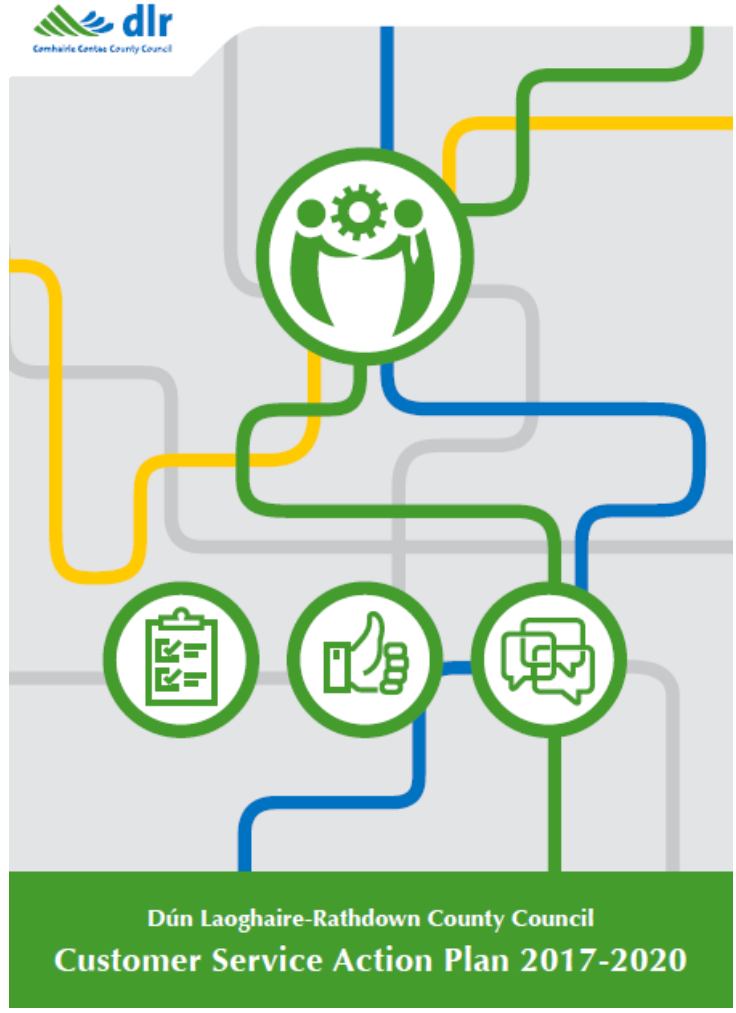 dlr
Comhairle Contae County Council
Dún Laoghaire-Rathdown County Council
Customer Service Action Plan 2017-2020